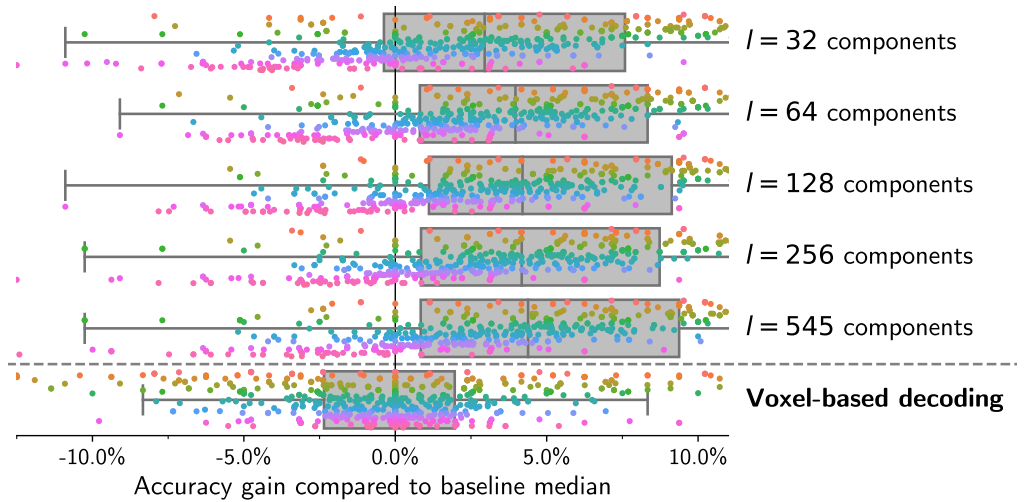 l = 32 components
l = 64 components
l = 128 components
l = 256 components
l = 545 components
Voxel-based decoding
-10.0% -5.0% 0.0% 5.0% 10.0%
Accuracy gain compared to baseline median